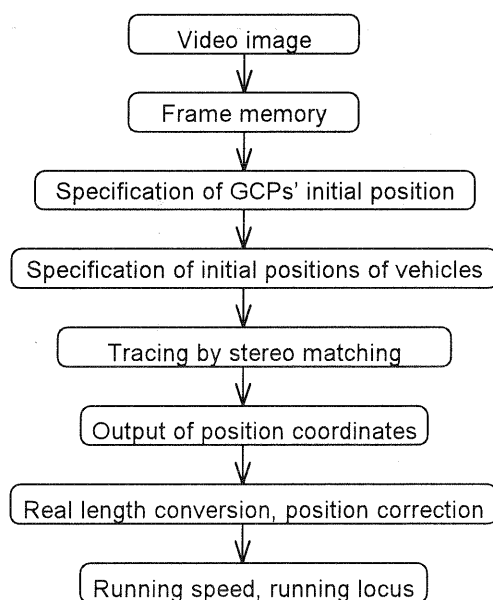 Video image
Frame memory
Specification of GCPs' initial position
Specification of initial positions of vehicles
Tracing by stereo matching
Output of position coordinates
Real length conversion, position correction
Running speed, running locus